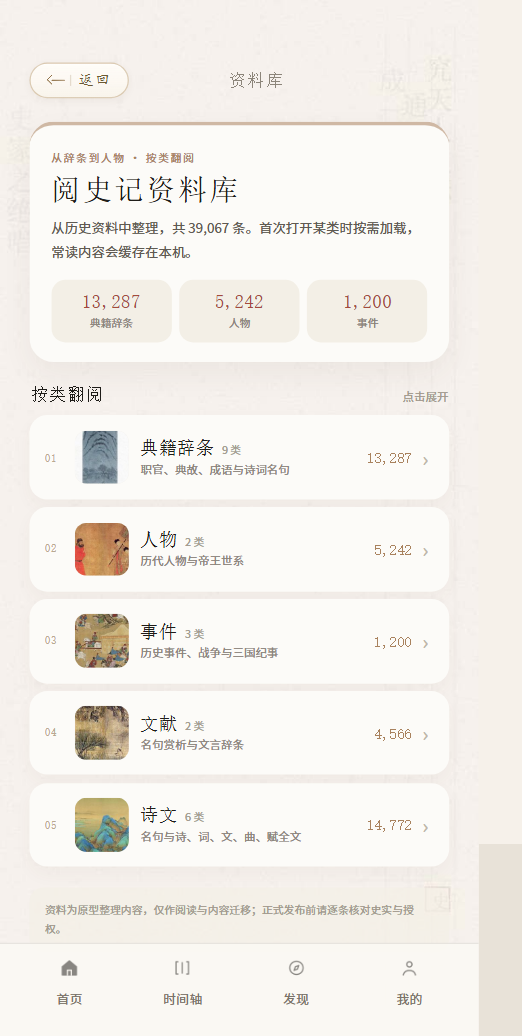 返回
资料库
究天
成
通
史家之绝唱
从辞条到人物 · 按类翻阅
阅史记资料库
从历史资料中整理，共 39,067 条。首次打开某类时按需加载，
常读内容会缓存在本机。
13,287
典籍辞条
5,242
人物
1,200
事件
按类翻阅
点击展开
01
典籍辞条 9 类
职官、典故、成语与诗词名句
13,287
02
人物 2 类
历代人物与帝王世系
5,242
03
事件 3 类
历史事件、战争与三国纪事
1,200
04
文献 2 类
名句赏析与文言辞条
4,566
05
诗文 6 类
名句与诗、词、文、曲、赋全文
14,772
资料为原型整理内容，仅作阅读与内容迁移；正式发布前请逐条核对史实与授
权。
史
首页
时间轴
发现
我的